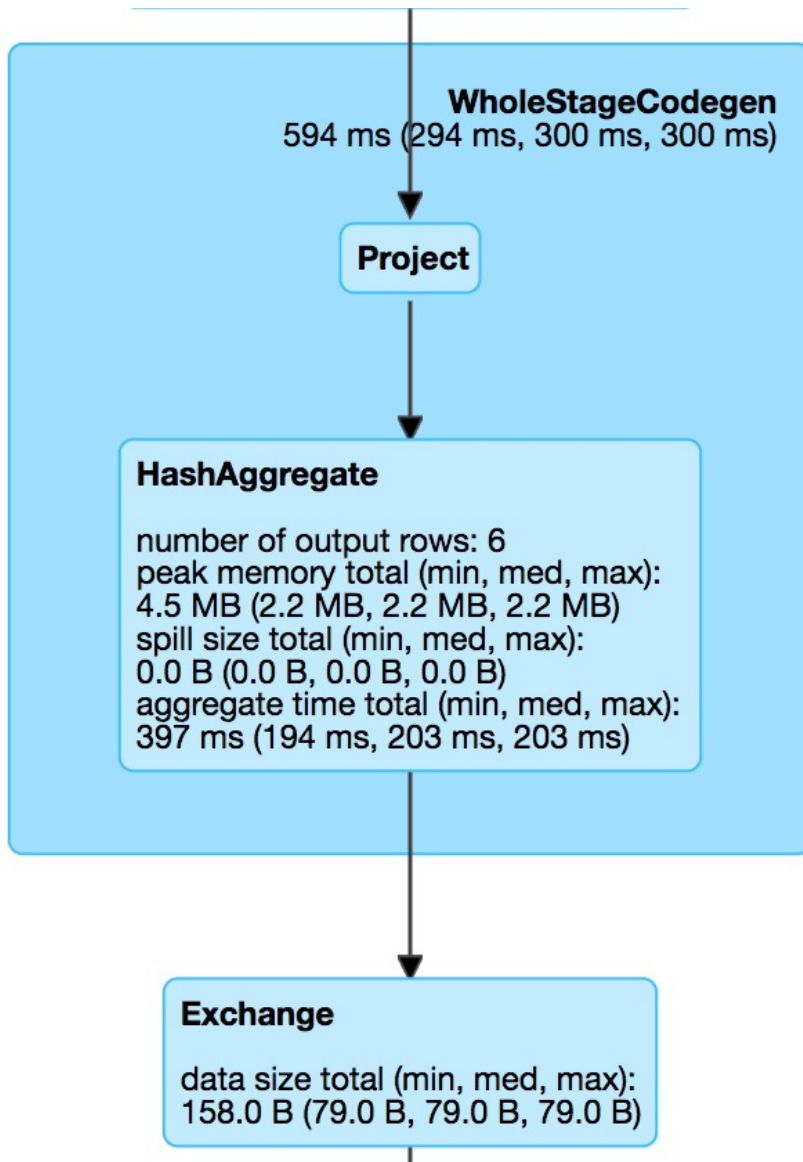 WholeStageCodegen
594 ms (294 ms, 300 ms, 300 ms)
Project
HashAggregate
number of output rows: 6
peak memory total (min, med, max):
4.5 MB (2.2 MB, 2.2 MB, 2.2 MB)
spill size total (min, med, max):
0.0 B (0.0 B, 0.0 B, 0.0 B)
aggregate time total (min, med, max):
397 ms (194 ms, 203 ms, 203 ms)
Exchange
data size total (min, med, max):
158.0 B (79.0 B, 79.0 B, 79.0 B)